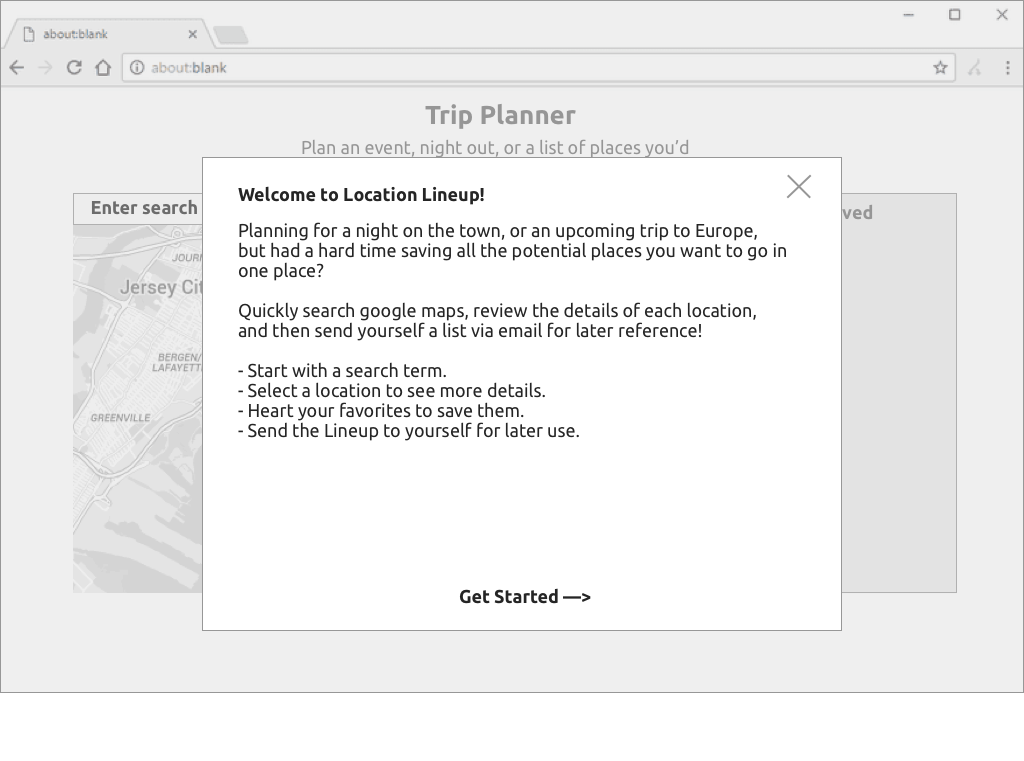 about:blank
about:blank
Trip Planner
Plan an event, night out, or a list of places you’d
Enter search
ved
JOURN
Jersey Cit
BERGEN/
LAFAYETTE
GREENVILLE
Welcome to Location Lineup!
Planning for a night on the town, or an upcoming trip to Europe,
but had a hard time saving all the potential places you want to go in
one place?
Quickly search google maps, review the details of each location,
and then send yourself a list via email for later reference!
- Start with a search term.
- Select a location to see more details.
- Heart your favorites to save them.
- Send the Lineup to yourself for later use.
Get Started —>